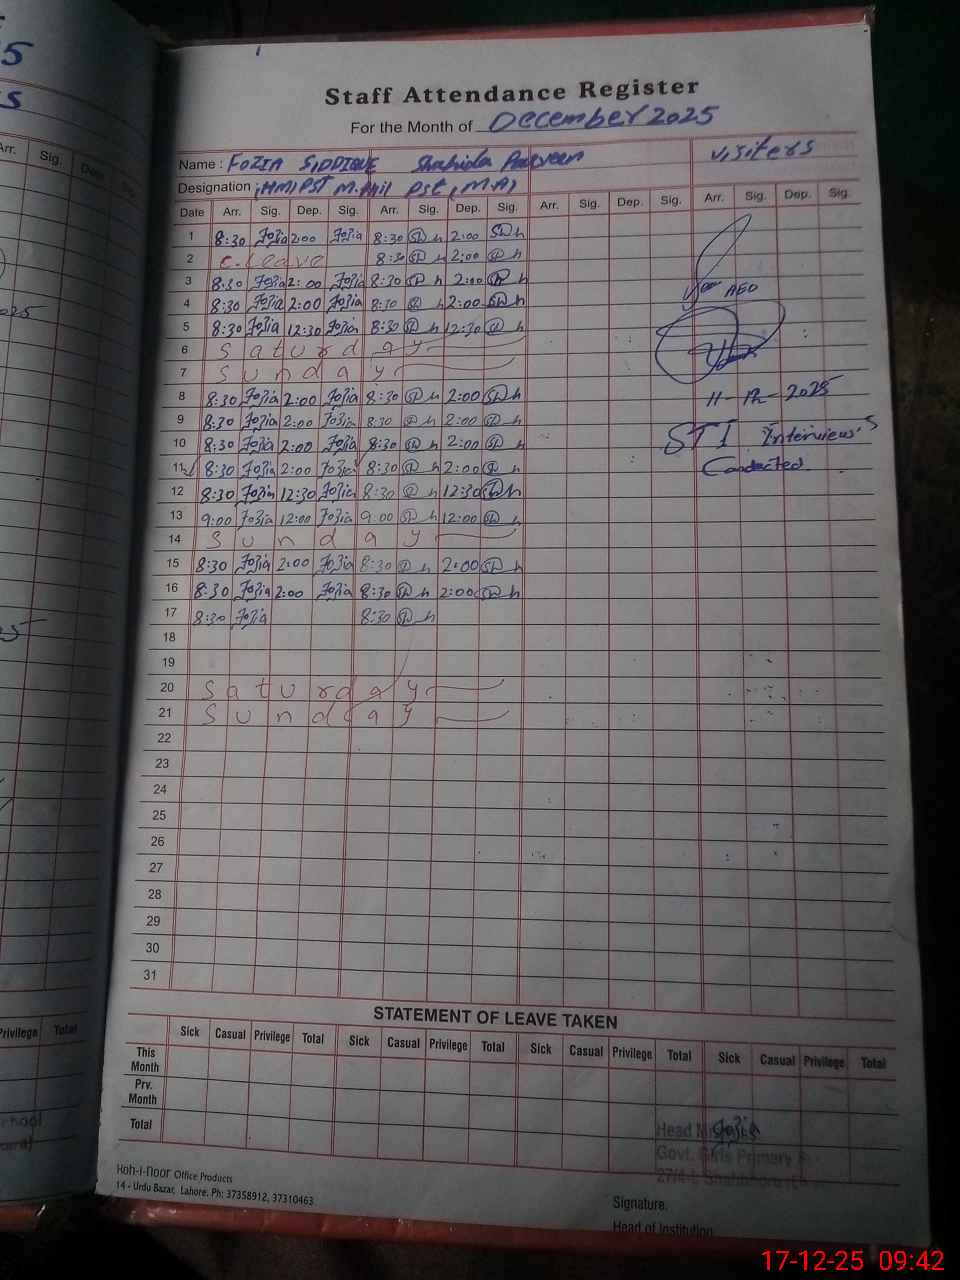 Staff Attendance Register
For the Month of December 2025
Name : FOZIA SIDDIQUE Shahida Parveen visiters
Designation (HM) PST M.Phil Pst (M.A)
Date Arr. Sig. Dep. Sig. Arr. Sig. Dep. Sig. Arr. Sig. Dep. Sig. Arr. Sig. Dep. Sig.
1 8:30 Fozia 2:00 Fozia 8:30 2:00
2 C. leave 8:30 2:00
3 8:30 Fozia 2:00 Fozia 8:30 2:00
4 8:30 Fozia 2:00 Fozia 8:30 2:00 AEO
5 8:30 Fozia 12:30 Fozia 8:30 12:30
6 Saturday
7 Sunday
8 8:30 Fozia 2:00 Fozia 8:30 2:00 11-12-2025
9 8:30 Fozia 2:00 Fozia 8:30 2:00
10 8:30 Fozia 2:00 Fozia 8:30 2:00 STI Interview's
11 8:30 Fozia 2:00 Fozia 8:30 2:00 Conducted
12 8:30 Fozia 12:30 Fozia 8:30 12:30
13 9:00 Fozia 12:00 Fozia 9:00 12:00
14 Sunday
15 8:30 Fozia 2:00 Fozia 8:30 2:00
16 8:30 Fozia 2:00 Fozia 8:30 2:00
17 8:30 Fozia 8:30
18
19
20 Saturday
21 Sunday
22
23
24
25
26
27
28
29
30
31
STATEMENT OF LEAVE TAKEN
Sick Casual Privilege Total Sick Casual Privilege Total Sick Casual Privilege Total Sick Casual Privilege Total
This Month
Prv. Month
Total
Head Fozia
Govt. Girls Primary
Koh-i-noor Office Products
14 - Urdu Bazar, Lahore. Ph: 37358912, 37310463
Signature.
Head of Institution
Arr. Sig. Dep. Sig.
Privilege Total
17-12-25 09:42